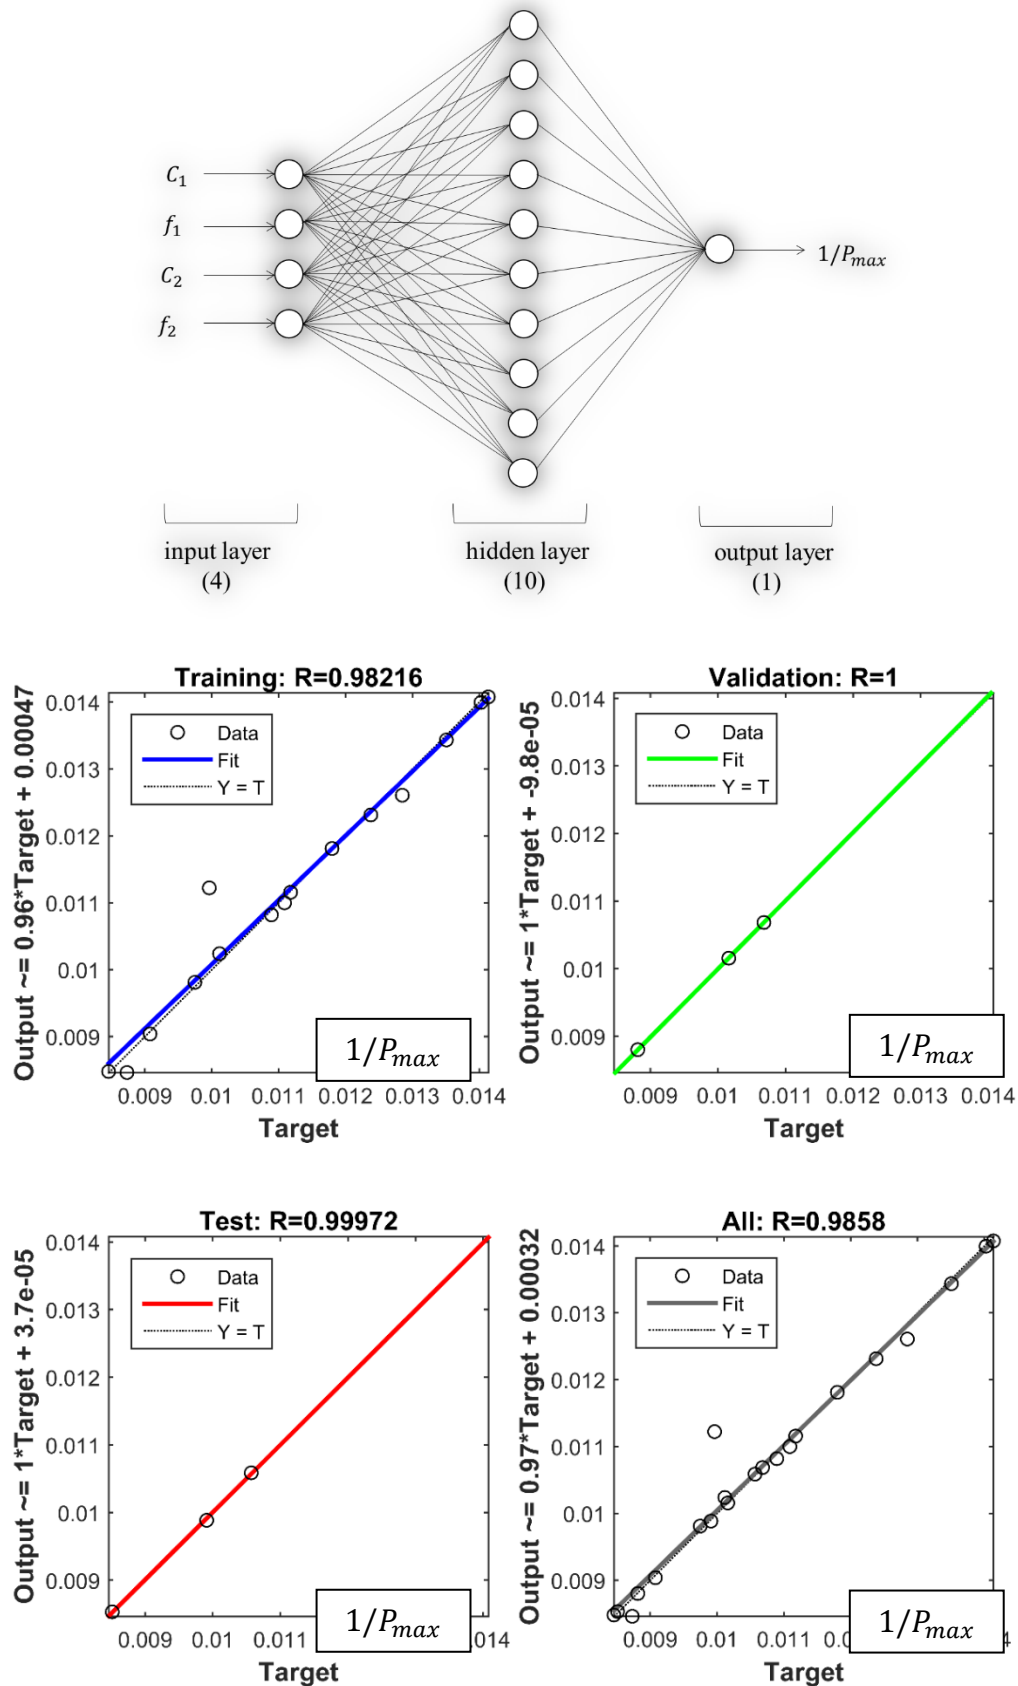 C₁
f₁
C₂
f₂
1/Pₘₐₓ
input layer
(4)
hidden layer
(10)
output layer
(1)
Training: R=0.98216
Output ~= 0.96*Target + 0.00047
0.014
0.013
0.012
0.011
0.01
0.009
Data
Fit
Y = T
1/Pₘₐₓ
0.009 0.01 0.011 0.012 0.013 0.014
Target
Validation: R=1
Output ~= 1*Target + -9.8e-05
0.014
0.013
0.012
0.011
0.01
0.009
Data
Fit
Y = T
1/Pₘₐₓ
0.009 0.01 0.011 0.012 0.013 0.014
Target
Test: R=0.99972
Output ~= 1*Target + 3.7e-05
0.014
0.013
0.012
0.011
0.01
0.009
Data
Fit
Y = T
1/Pₘₐₓ
0.009 0.01 0.011 014
Target
All: R=0.9858
Output ~= 0.97*Target + 0.00032
0.014
0.013
0.012
0.011
0.01
0.009
Data
Fit
Y = T
1/Pₘₐₓ
0.009 0.01 0.011 0. 4
Target